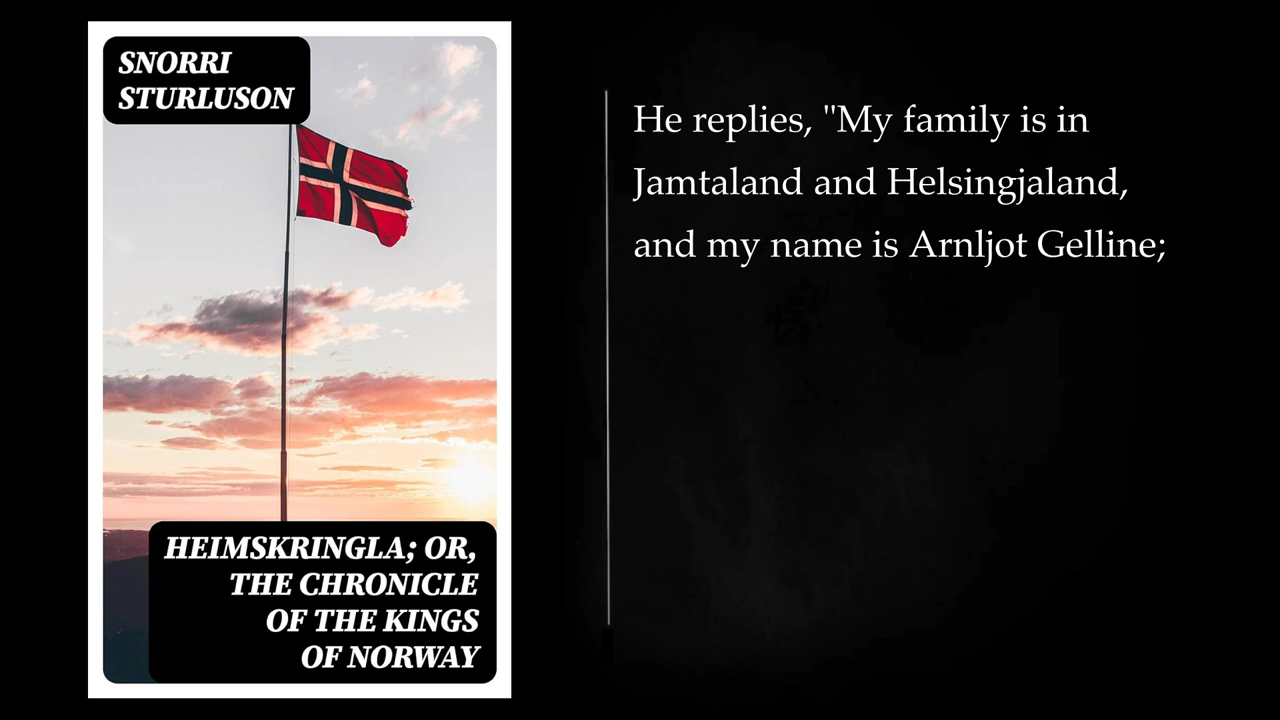 SNORRI
STURLUSON
HEIMSKRINGLA; OR,
THE CHRONICLE
OF THE KINGS
OF NORWAY
He replies, "My family is in
Jamtaland and Helsingjaland,
and my name is Arnljot Gelline;